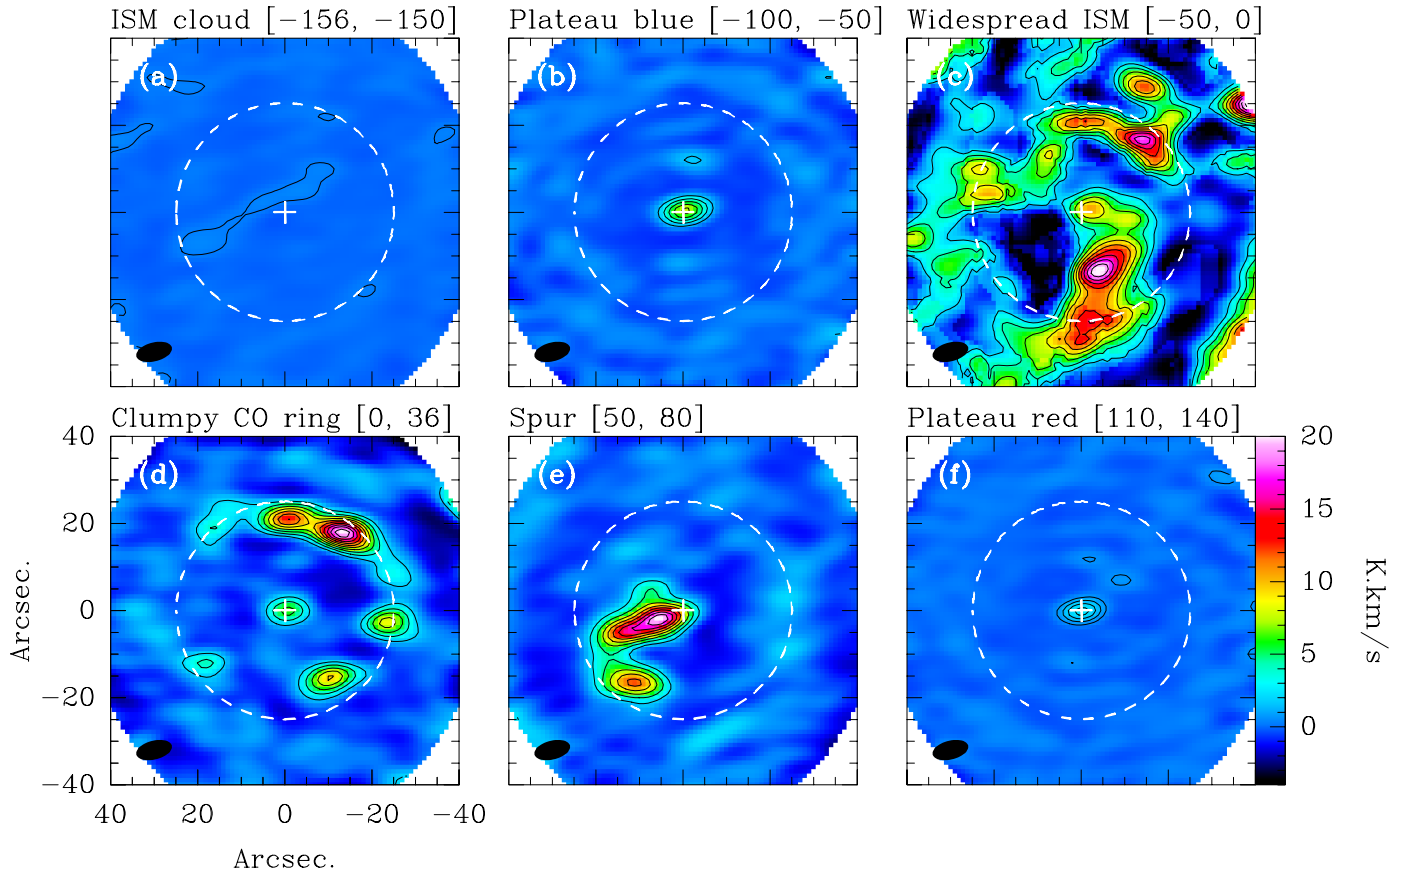 ISM cloud [−156, −150]
Plateau blue [−100, −50]
Widespread ISM [−50, 0]
(a)
(b)
(c)
Clumpy CO ring [0, 36]
Spur [50, 80]
Plateau red [110, 140]
(d)
(e)
(f)
40
20
0
−20
−40
Arcsec.
40 20 0 −20 −40
Arcsec.
20
15
10
5
0
K.km/s